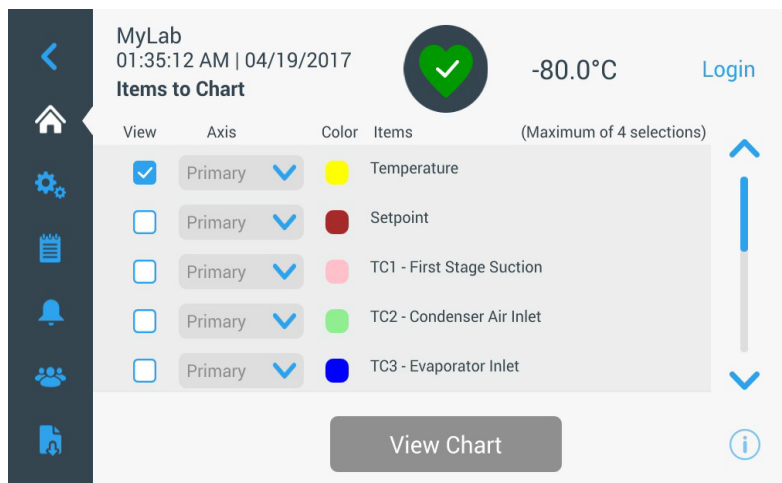 MyLab
01:35:12 AM | 04/19/2017
Items to Chart
-80.0°C
Login
View Axis Color Items (Maximum of 4 selections)
Primary Temperature
Primary Setpoint
Primary TC1 - First Stage Suction
Primary TC2 - Condenser Air Inlet
Primary TC3 - Evaporator Inlet
View Chart